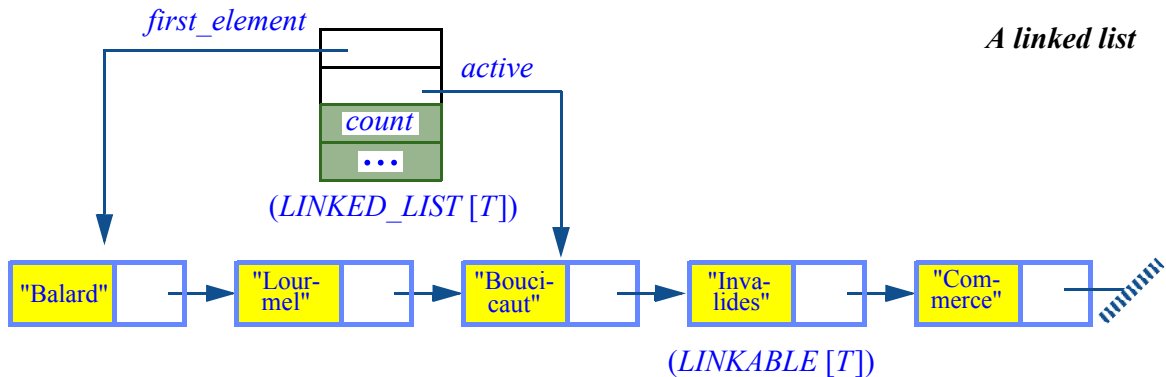 first_element
A linked list
active
count
...
(LINKED_LIST [T])
"Balard"
"Lour-
mel"
"Bouci-
caut"
"Inva-
lides"
"Com-
merce"
(LINKABLE [T])